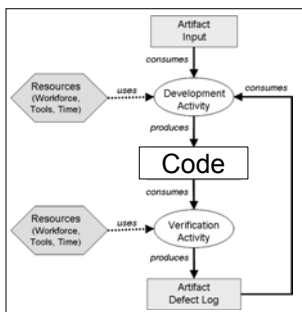 Artifact
Input
consumes
consumes
Resources
(Workforce,
Tools, Time)
uses
Development
Activity
produces
Code
consumes
Resources
(Workforce,
Tools, Time)
uses
Verification
Activity
produces
Artifact
Defect Log